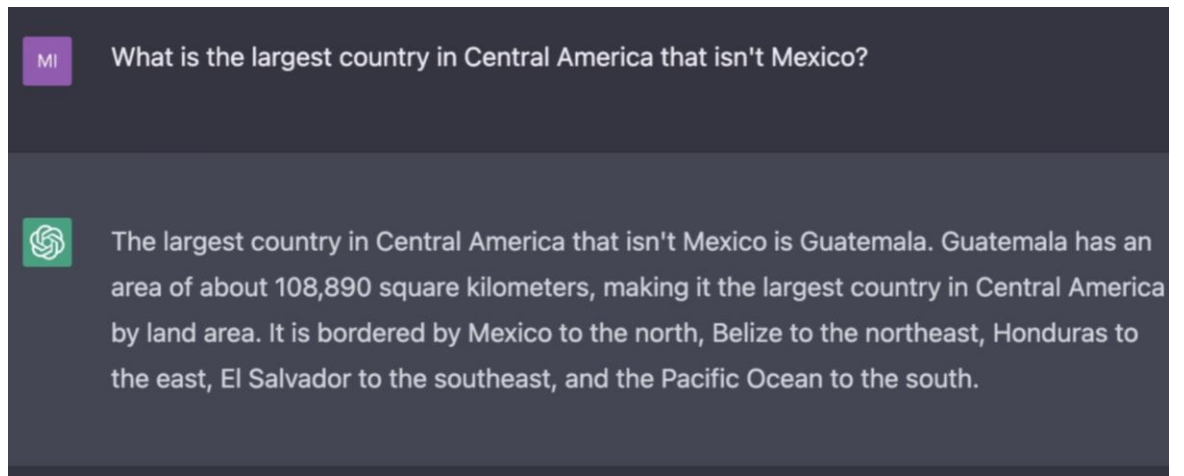 MI
What is the largest country in Central America that isn't Mexico?
The largest country in Central America that isn't Mexico is Guatemala. Guatemala has an
area of about 108,890 square kilometers, making it the largest country in Central America
by land area. It is bordered by Mexico to the north, Belize to the northeast, Honduras to
the east, El Salvador to the southeast, and the Pacific Ocean to the south.